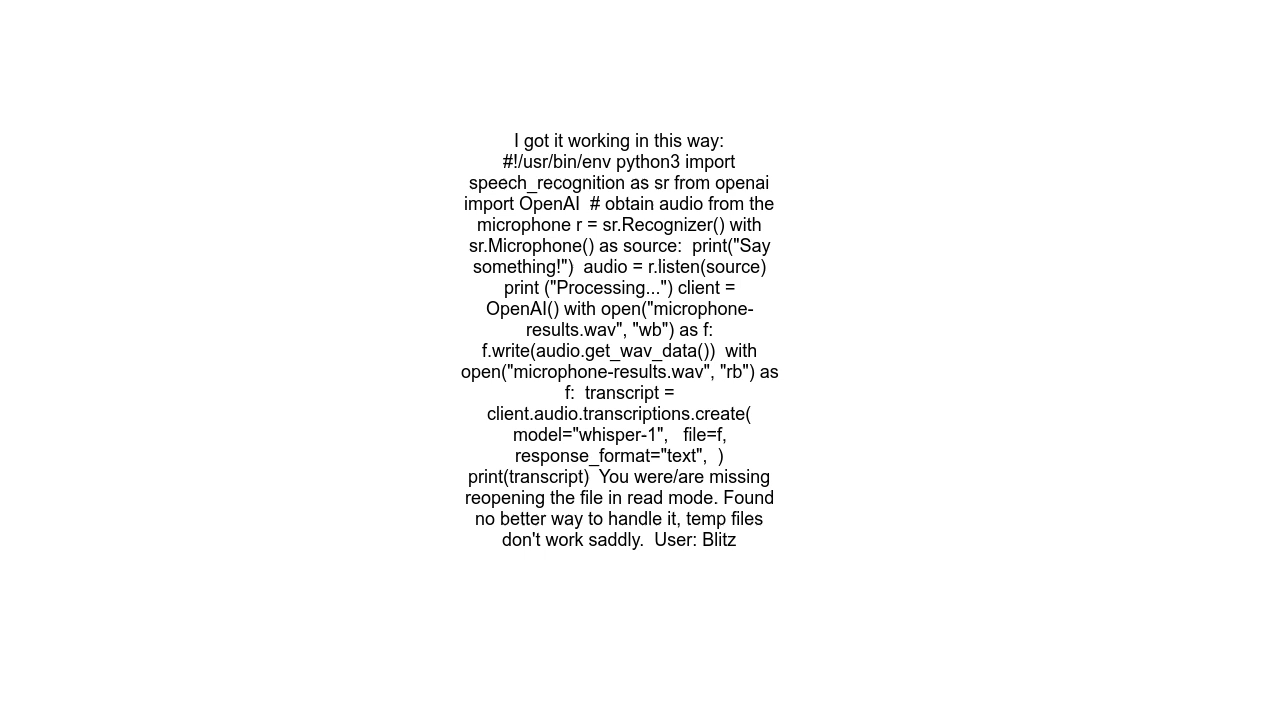 I got it working in this way:
#!/usr/bin/env python3 import
speech_recognition as sr from openai
import OpenAI  # obtain audio from the
microphone r = sr.Recognizer() with
sr.Microphone() as source:  print("Say
something!")  audio = r.listen(source)
print ("Processing...") client =
OpenAI() with open("microphone-
results.wav", "wb") as f:
f.write(audio.get_wav_data())  with
open("microphone-results.wav", "rb") as
f:  transcript =
client.audio.transcriptions.create(
model="whisper-1",   file=f,
response_format="text",  )
print(transcript)  You were/are missing
reopening the file in read mode. Found
no better way to handle it, temp files
don't work saddly.  User: Blitz